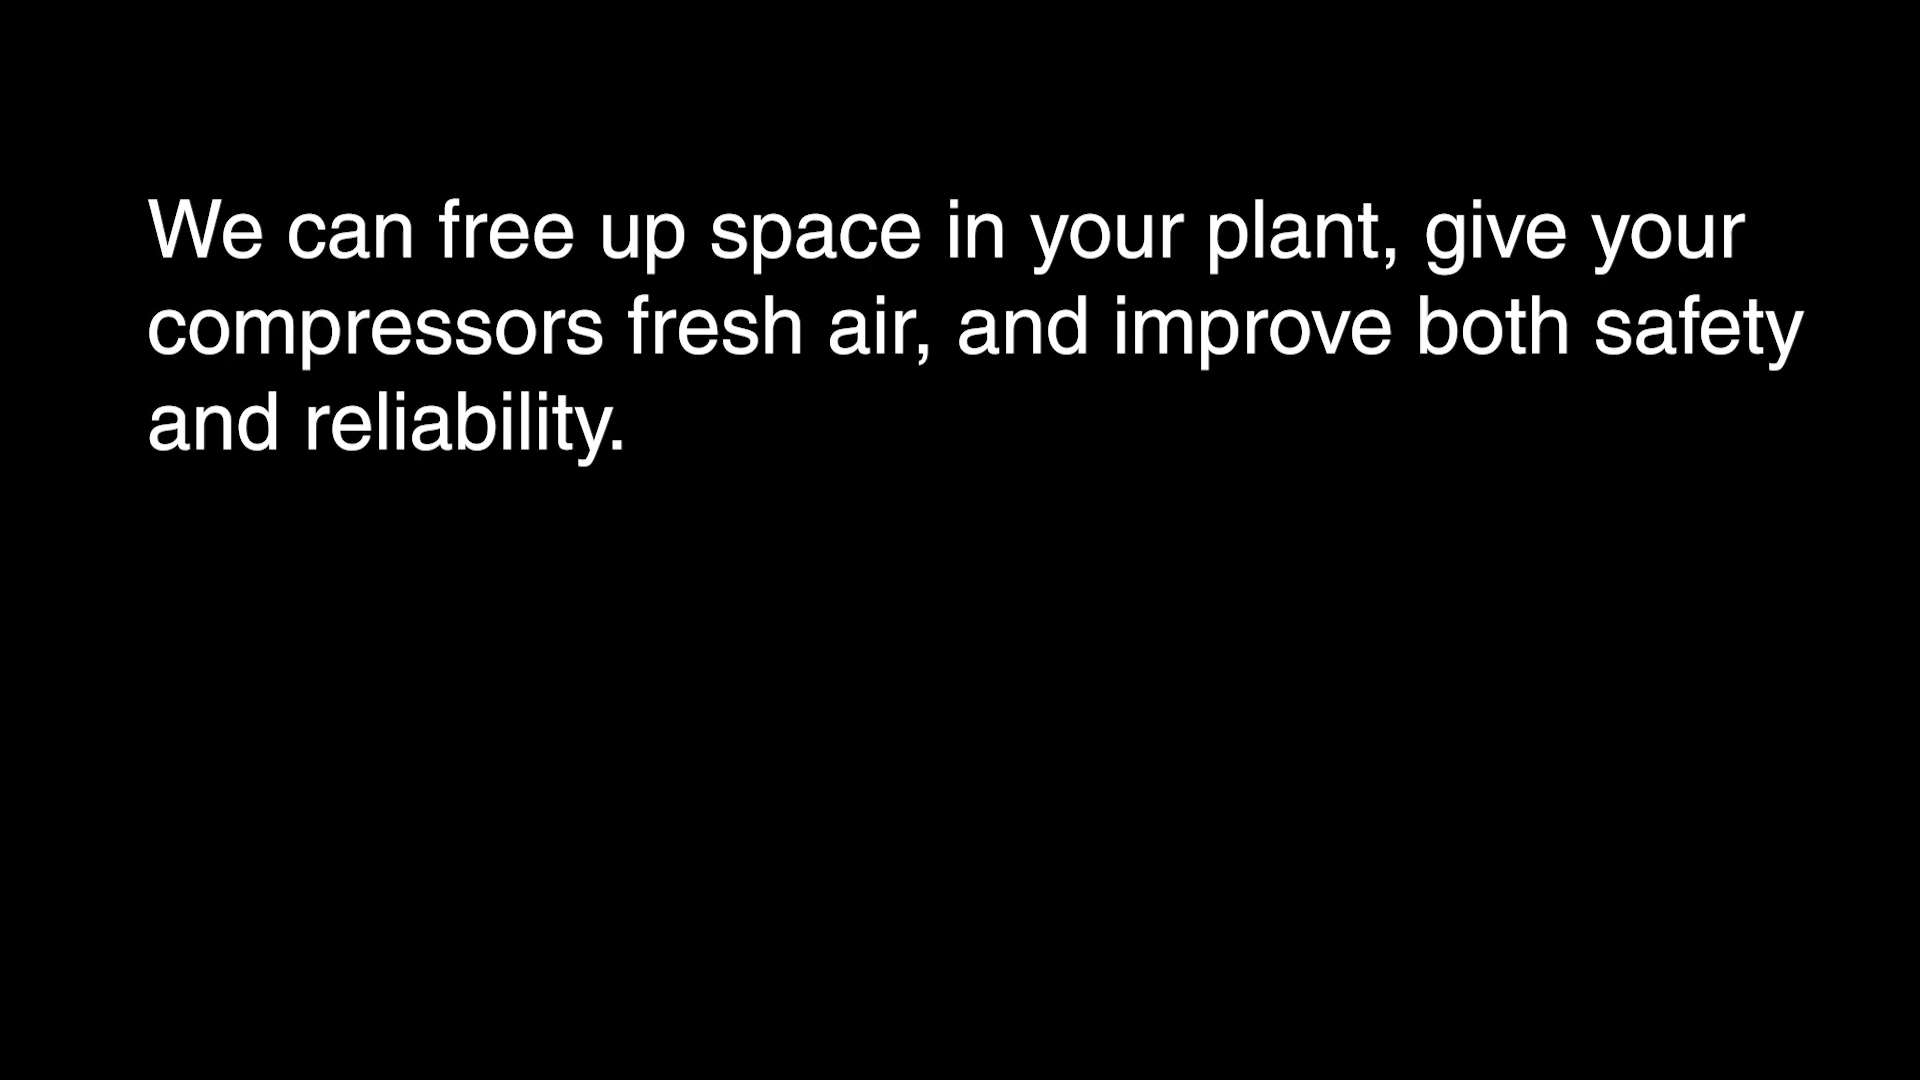 We can free up space in your plant, give your
compressors fresh air, and improve both safety
and reliability.